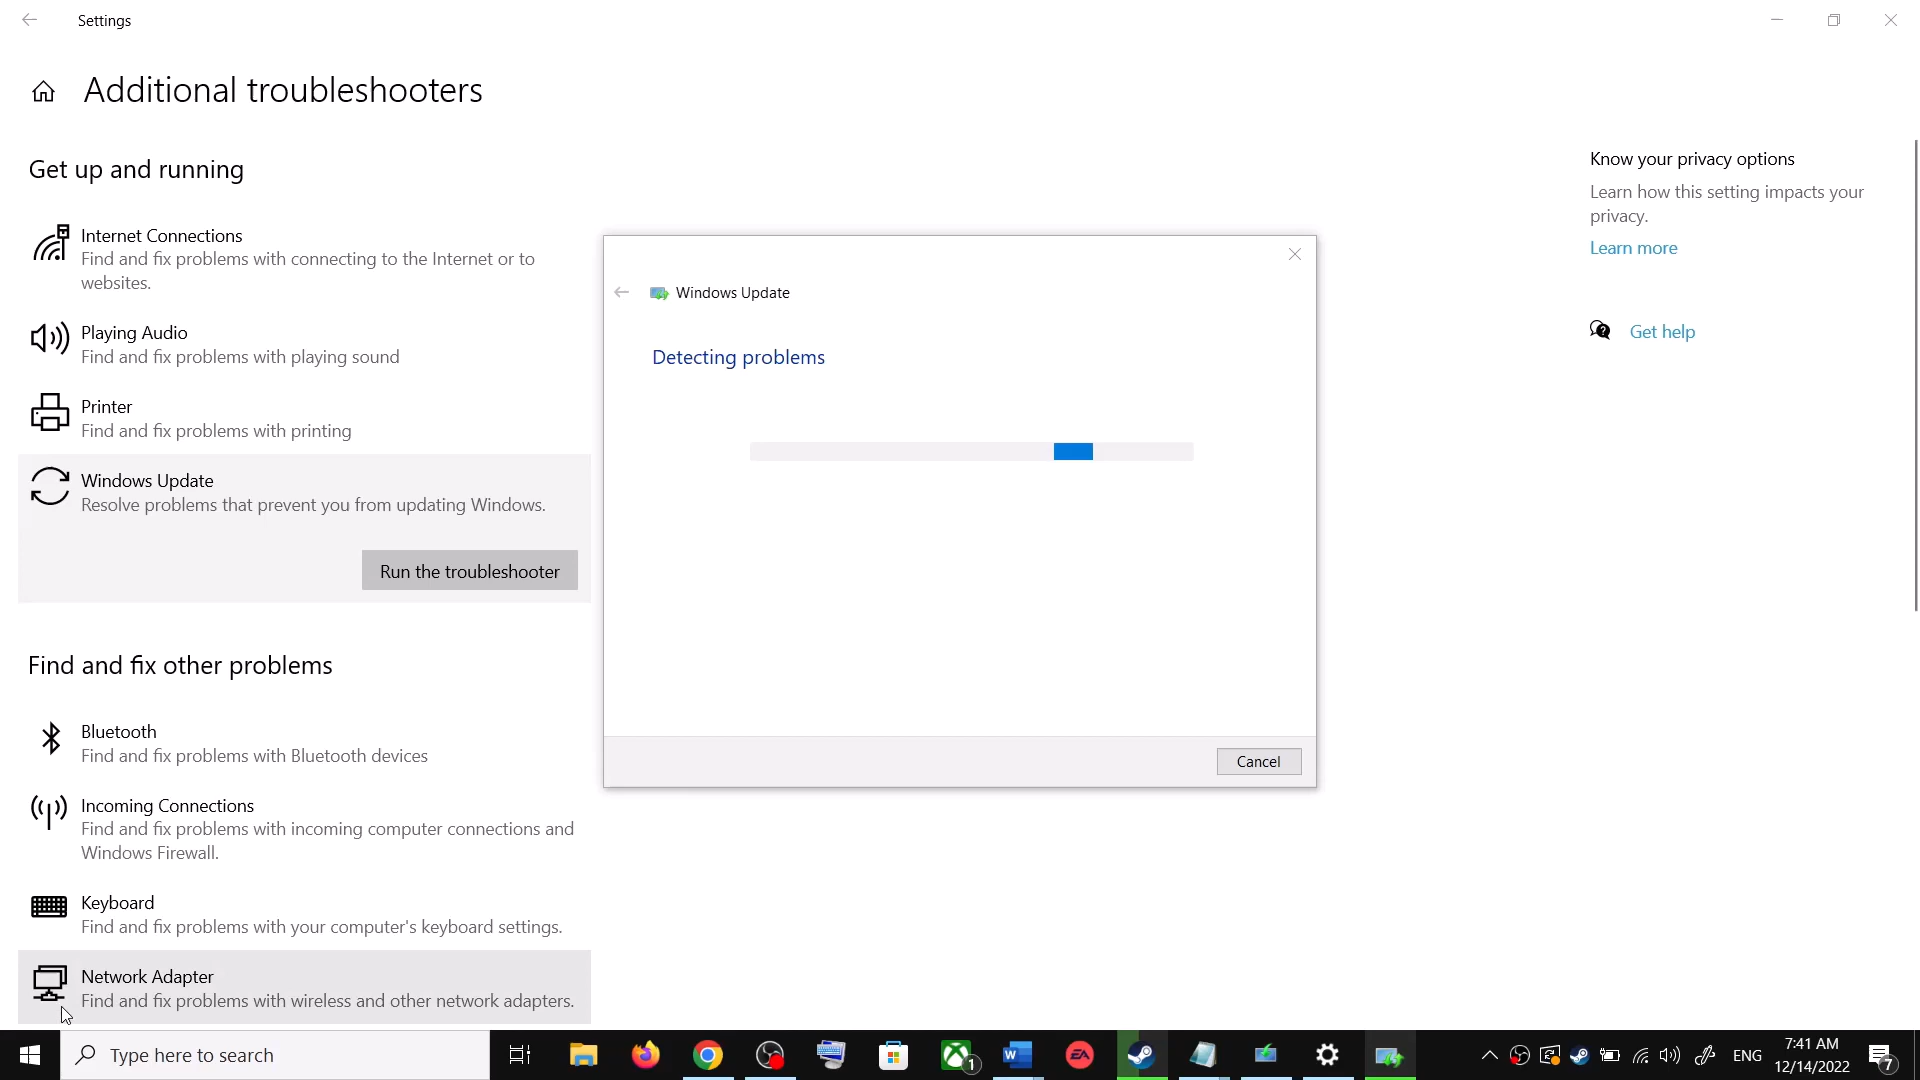 Settings
Additional troubleshooters
Get up and running
Internet Connections
Find and fix problems with connecting to the Internet or to
websites.
Playing Audio
Find and fix problems with playing sound
Printer
Find and fix problems with printing
Windows Update
Resolve problems that prevent you from updating Windows.
Run the troubleshooter
Find and fix other problems
Bluetooth
Find and fix problems with Bluetooth devices
Incoming Connections
Find and fix problems with incoming computer connections and
Windows Firewall.
Keyboard
Find and fix problems with your computer's keyboard settings.
Network Adapter
Find and fix problems with wireless and other network adapters.
Windows Update
Detecting problems
Cancel
Know your privacy options
Learn how this setting impacts your
privacy.
Learn more
Get help
Type here to search
1
W
EA
ENG
7:41 AM
12/14/2022
7